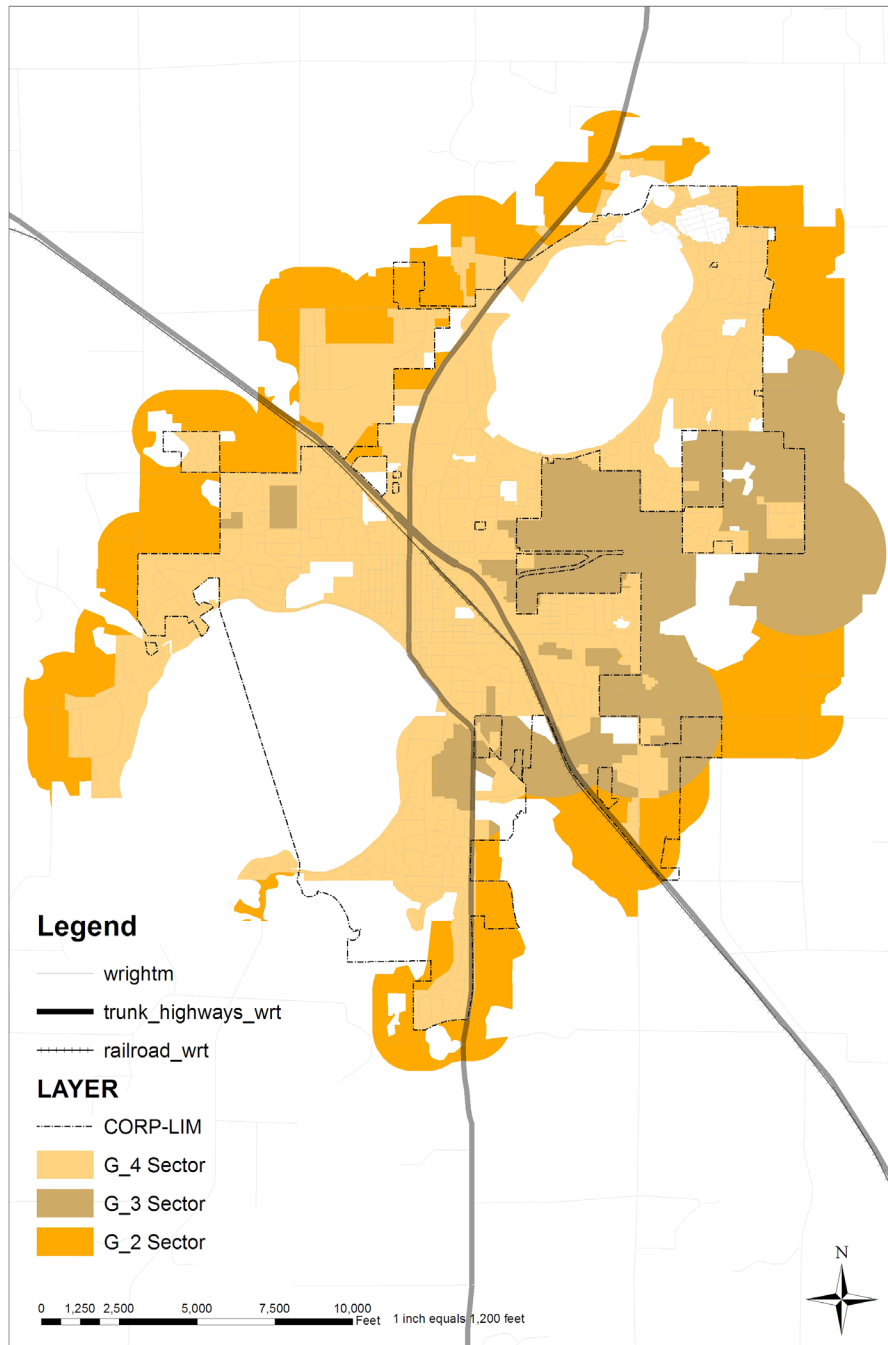 Legend
wrightm
trunk_highways_wrt
railroad_wrt
LAYER
CORP-LIM
G_4 Sector
G_3 Sector
G_2 Sector
0 1,250 2,500 5,000 7,500 10,000
Feet 1 inch equals 1,200 feet
N